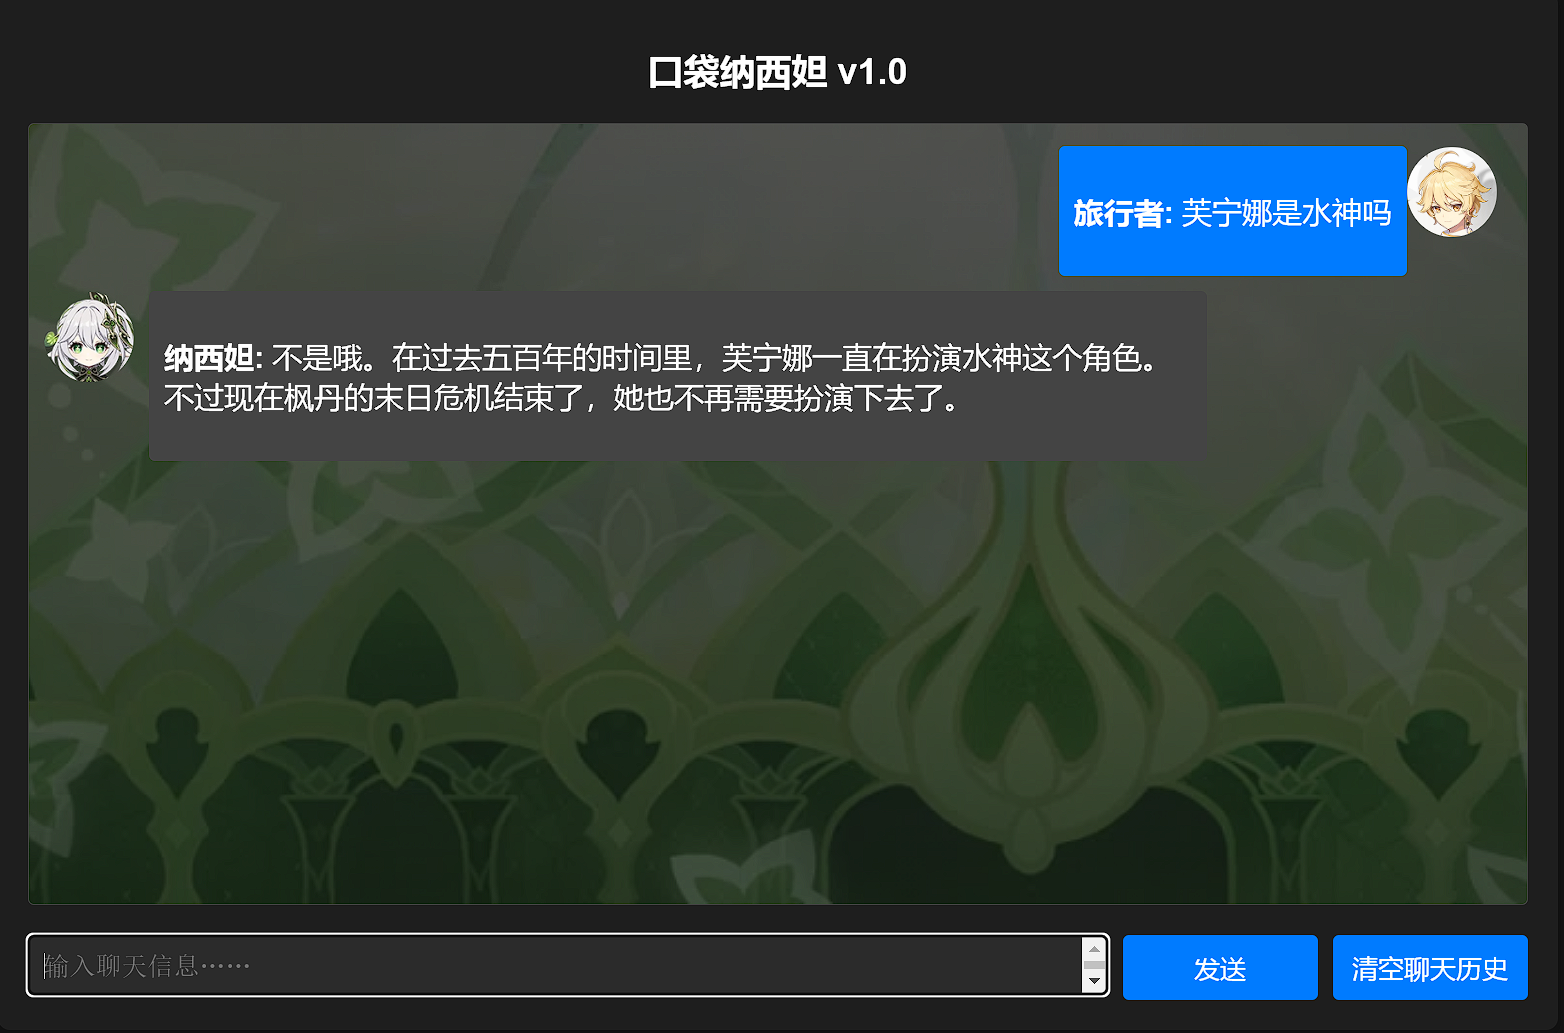 口袋纳西妲 v1.0
旅行者: 芙宁娜是水神吗
纳西妲: 不是哦。在过去五百年的时间里，芙宁娜一直在扮演水神这个角色。
不过现在枫丹的末日危机结束了，她也不再需要扮演下去了。
输入聊天信息……
发送
清空聊天历史